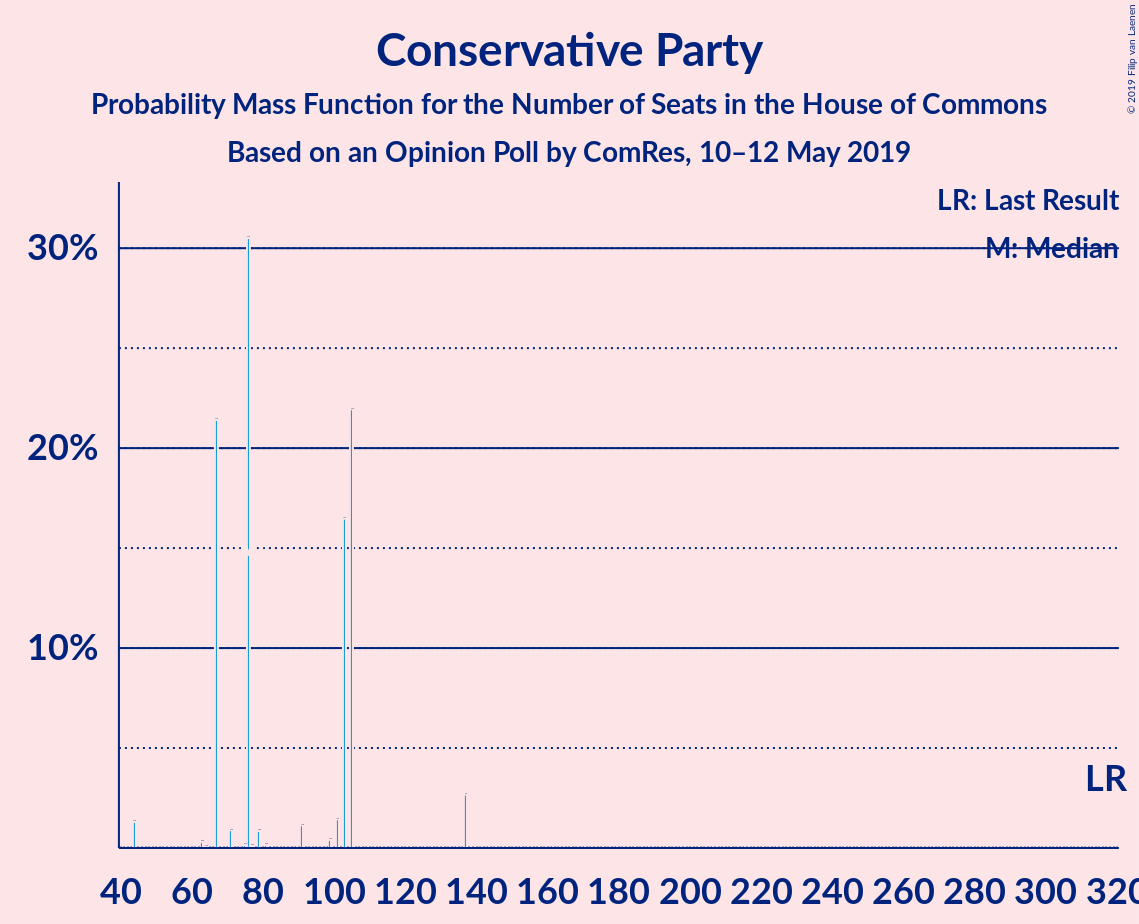 Conservative Party
Probability Mass Function for the Number of Seats in the House of Commons
Based on an Opinion Poll by ComRes, 10–12 May 2019
© 2019 Filip van Laenen
LR: Last Result
M: Median
30%
20%
10%
LR
40 60 80 100 120 140 160 180 200 220 240 260 280 300 320